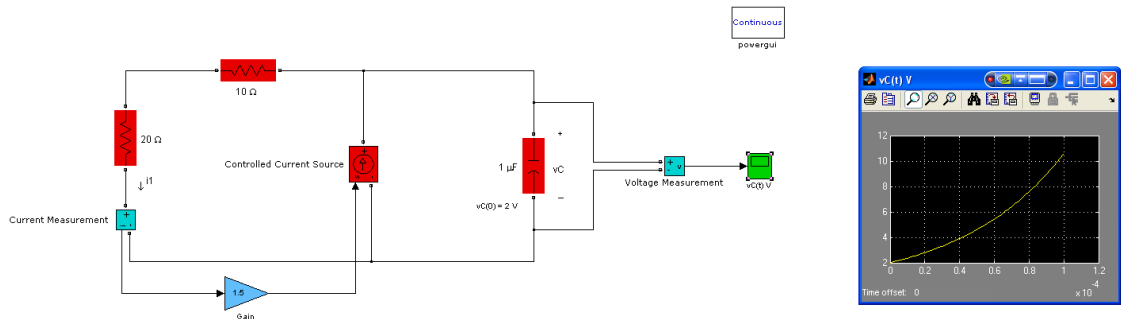 Continuous
powergui
10 Ω
20 Ω
i1
Current Measurement
Controlled Current Source
1.5
Gain
1 µF
+
vC
–
vC(0) = 2 V
Voltage Measurement
vC(t) V
vC(t) V
12
10
8
6
4
2
0
0.2
0.4
0.6
0.8
1
1.2
x 10
-4
Time offset: 0